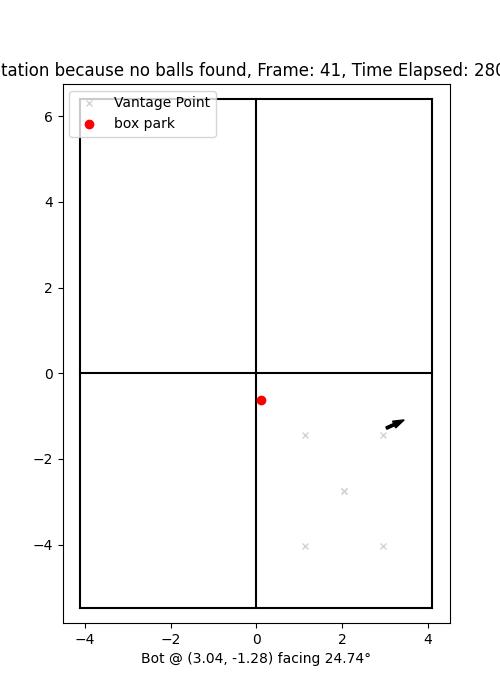 tation because no balls found, Frame: 41, Time Elapsed: 280
Vantage Point
box park
6
4
2
0
−2
−4
−4
−2
0
2
4
Bot @ (3.04, -1.28) facing 24.74°